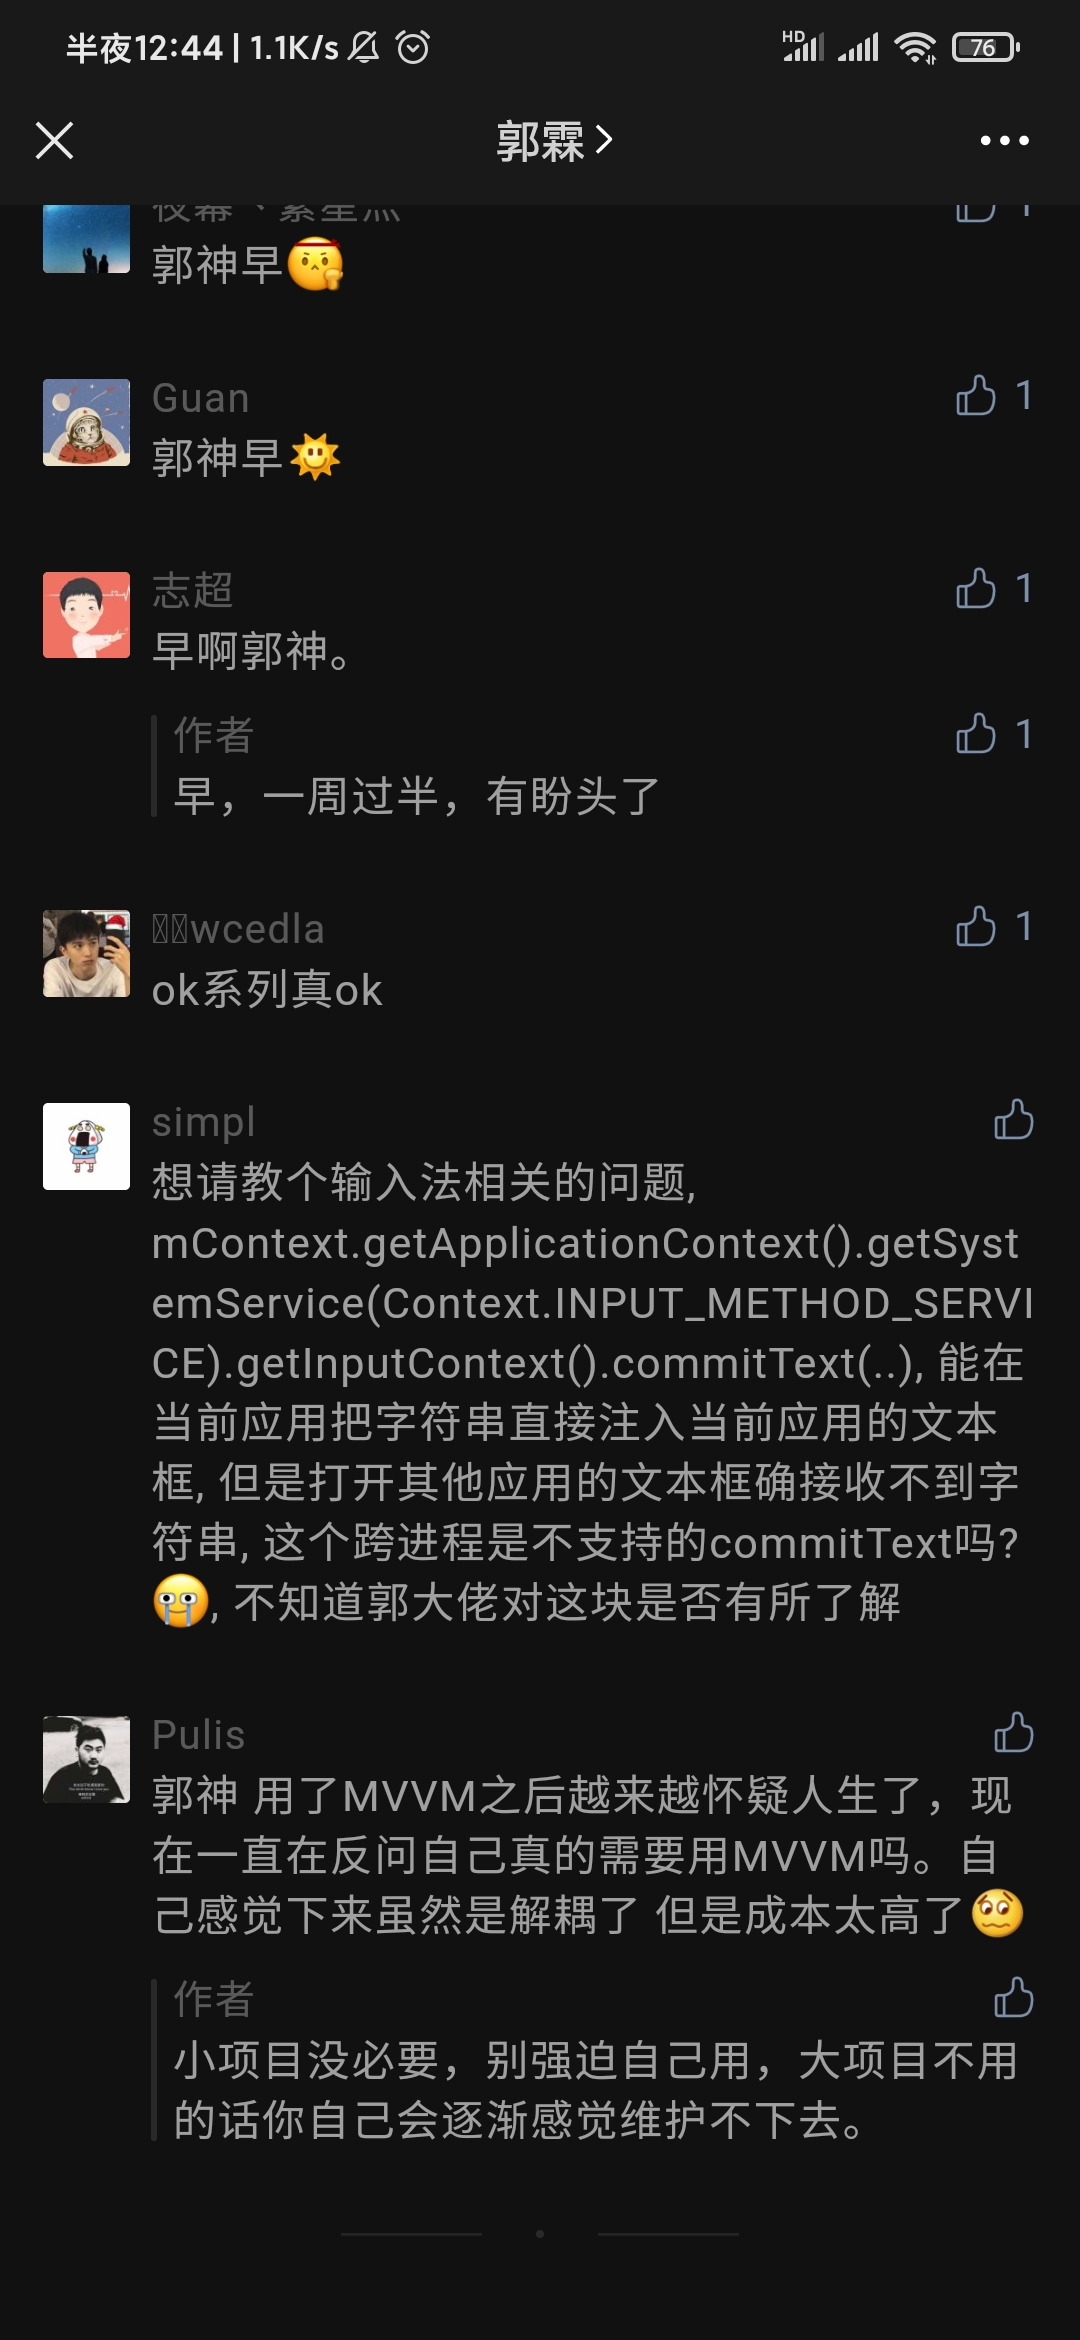 半夜12:44 | 1.1K/s
HD
76
郭霖
夜幕丶繁星点
1
郭神早
Guan
1
郭神早
志超
1
早啊郭神。
作者
1
早，一周过半，有盼头了
wcedla
1
ok系列真ok
simpl
想请教个输入法相关的问题,
mContext.getApplicationContext().getSyst
emService(Context.INPUT_METHOD_SERVI
CE).getInputContext().commitText(..), 能在
当前应用把字符串直接注入当前应用的文本
框, 但是打开其他应用的文本框确接收不到字
符串, 这个跨进程是不支持的commitText吗?
, 不知道郭大佬对这块是否有所了解
Pulis
郭神 用了MVVM之后越来越怀疑人生了，现
在一直在反问自己真的需要用MVVM吗。自
己感觉下来虽然是解耦了 但是成本太高了
作者
小项目没必要，别强迫自己用，大项目不用
的话你自己会逐渐感觉维护不下去。